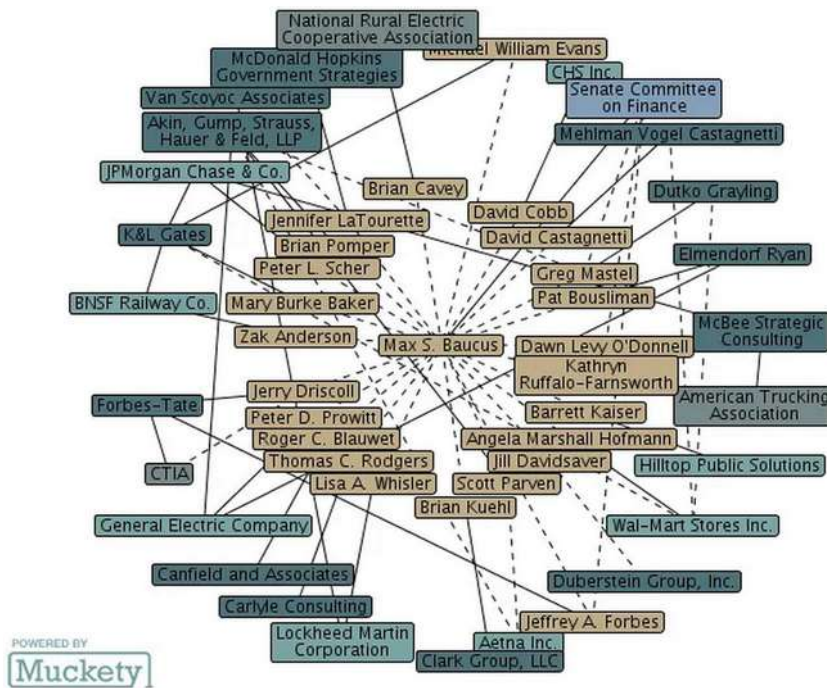 National Rural Electric
Cooperative Association
Michael William Evans
McDonald Hopkins
Government Strategies
CHS Inc.
Senate Committee
on Finance
Van Scoyoc Associates
Akin, Gump, Strauss,
Hauer & Feld, LLP
Mehlman Vogel Castagnetti
JPMorgan Chase & Co.
Brian Cavey
Dutko Grayling
David Cobb
Jennifer LaTourette
K&L Gates
David Castagnetti
Brian Pomper
Elmendorf Ryan
Peter L. Scher
Greg Mastel
BNSF Railway Co.
Mary Burke Baker
Pat Bousliman
McBee Strategic
Consulting
Zak Anderson
Max S. Baucus
Dawn Levy O'Donnell
Kathryn
Ruffalo-Farnsworth
Jerry Driscoll
American Trucking
Association
Forbes-Tate
Peter D. Prowitt
Barrett Kaiser
Roger C. Blauwet
Angela Marshall Hofmann
Thomas C. Rodgers
Jill Davidsaver
Hilltop Public Solutions
CTIA
Lisa A. Whisler
Scott Parven
Brian Kuehl
General Electric Company
Wal-Mart Stores Inc.
Canfield and Associates
Duberstein Group, Inc.
Carlyle Consulting
Jeffrey A. Forbes
Lockheed Martin
Corporation
Aetna Inc.
Clark Group, LLC
POWERED BY
Muckety